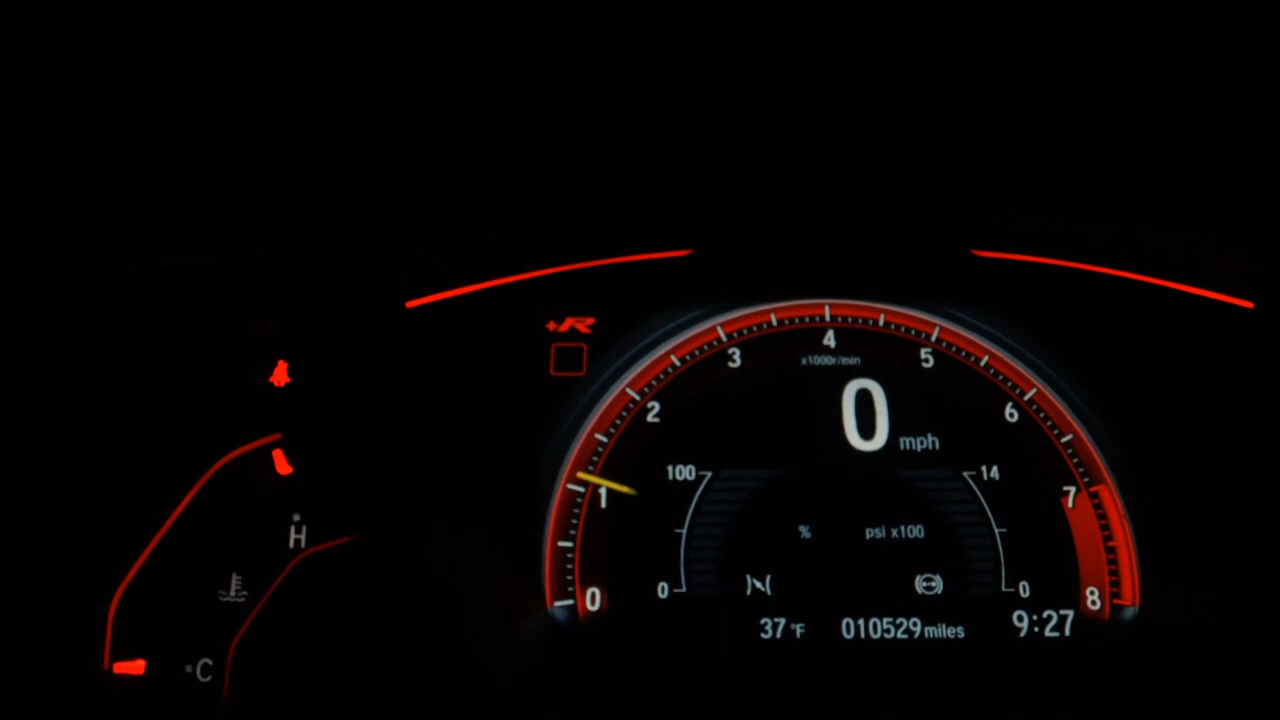 +R
4
3 5
x1000r/min
2 0 6
mph
100 14
1 7
% psi x100
H
0 0
0 8
37 °F 010529 miles 9:27
C